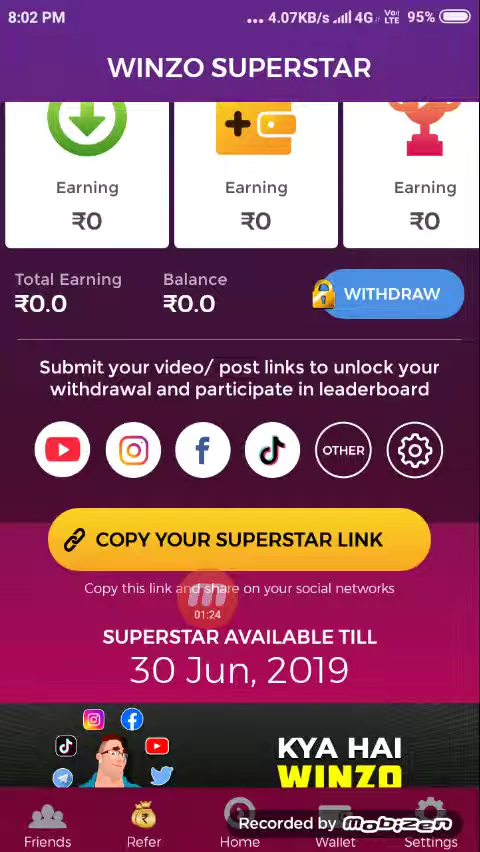 8:02 PM ... 4.07KB/s 4G Vo) LTE 95%
WINZO SUPERSTAR
Earning Earning Earning
₹0 ₹0 ₹0
Total Earning Balance
₹0.0 ₹0.0 WITHDRAW
Submit your video/ post links to unlock your
withdrawal and participate in leaderboard
OTHER
COPY YOUR SUPERSTAR LINK
Copy this link and share on your social networks
01:24
SUPERSTAR AVAILABLE TILL
30 Jun, 2019
KYA HAI
WINZO
Recorded by Mobizen
Friends Refer Home Wallet Settings